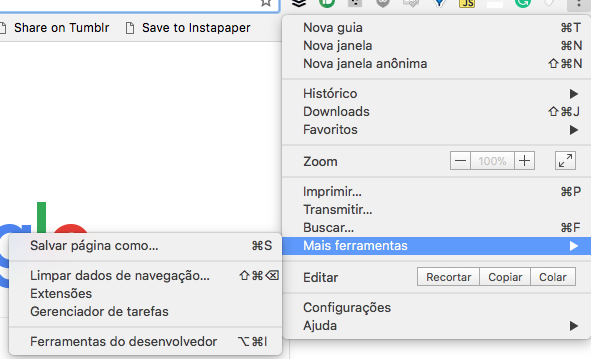 Share on Tumblr
Save to Instapaper
JS
Nova guia ⌘T
Nova janela ⌘N
Nova janela anônima ⇧⌘N
Histórico
Downloads ⇧⌘J
Favoritos
Zoom − 100% +
Imprimir... ⌘P
Transmitir...
Buscar... ⌘F
Mais ferramentas
Editar Recortar Copiar Colar
Configurações
Ajuda
Salvar página como... ⌘S
Limpar dados de navegação... ⇧⌘⌫
Extensões
Gerenciador de tarefas
Ferramentas do desenvolvedor ⌥⌘I